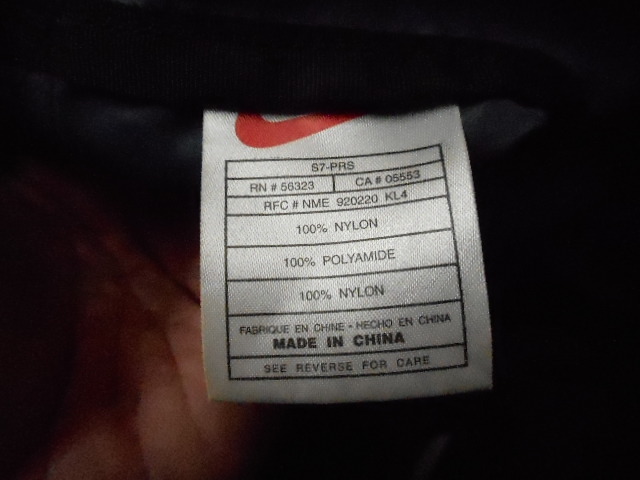 S7-PRS
RN # 56323 CA # 05553
RFC # NME 920220 KL4
100% NYLON
100% POLYAMIDE
100% NYLON
FABRIQUE EN CHINE • HECHO EN CHINA
MADE IN CHINA
SEE REVERSE FOR CARE